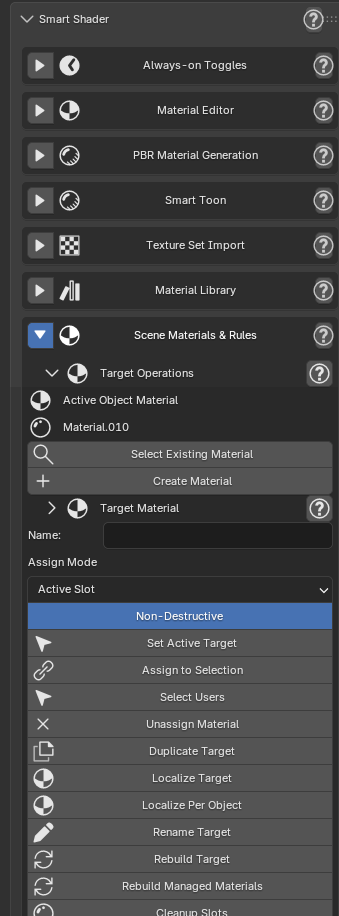 Smart Shader
Always-on Toggles
Material Editor
PBR Material Generation
Smart Toon
Texture Set Import
Material Library
Scene Materials & Rules
Target Operations
Active Object Material
Material.010
Select Existing Material
Create Material
Target Material
Name:
Assign Mode
Active Slot
Non-Destructive
Set Active Target
Assign to Selection
Select Users
Unassign Material
Duplicate Target
Localize Target
Localize Per Object
Rename Target
Rebuild Target
Rebuild Managed Materials
Cleanup Slots